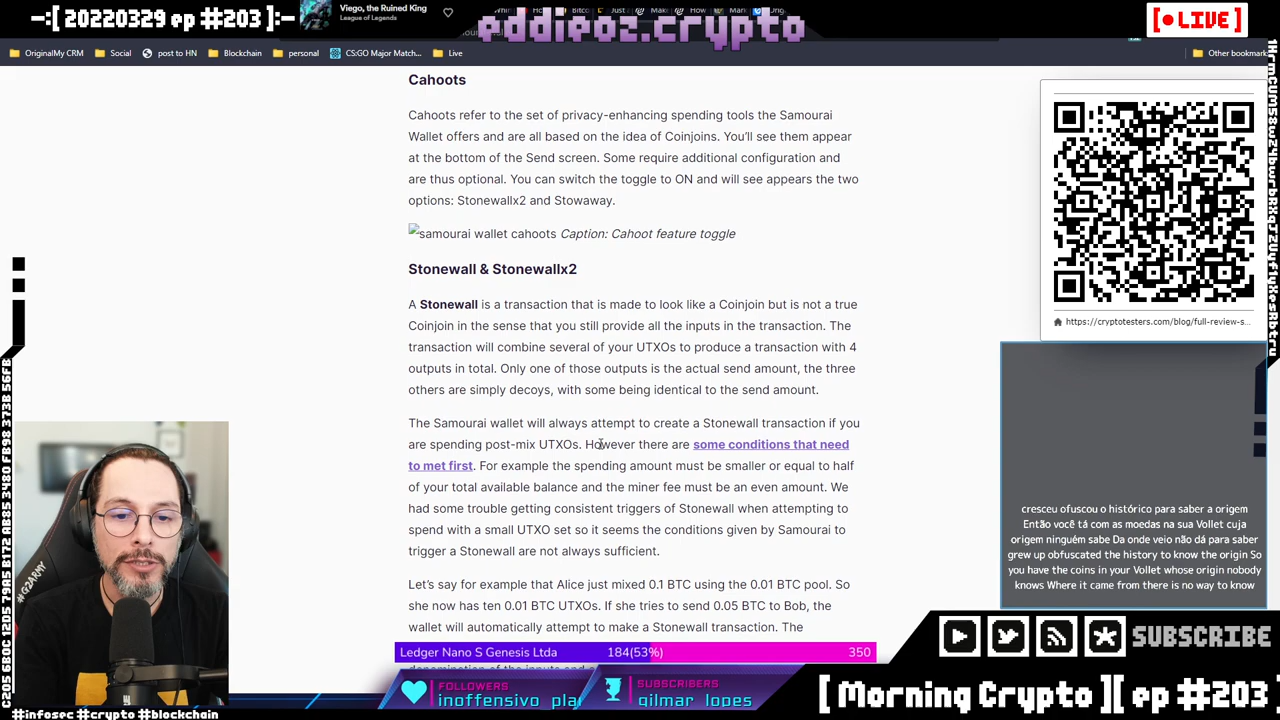 -:[ 20220329 ep #203 ]:-
Viego, the Ruined King
League of Legends
eddieoz.crypto
[● LIVE]
OriginalMy CRM
Social
post to HN
Blockchain
personal
CS:GO Major Match...
Live
Other bookmark
Cahoots
Cahoots refer to the set of privacy-enhancing spending tools the Samourai
Wallet offers and are all based on the idea of Coinjoins. You'll see them appear
at the bottom of the Send screen. Some require additional configuration and
are thus optional. You can switch the toggle to ON and will see appears the two
options: Stonewallx2 and Stowaway.
samourai wallet cahoots Caption: Cahoot feature toggle
Stonewall & Stonewallx2
A Stonewall is a transaction that is made to look like a Coinjoin but is not a true
Coinjoin in the sense that you still provide all the inputs in the transaction. The
transaction will combine several of your UTXOs to produce a transaction with 4
outputs in total. Only one of those outputs is the actual send amount, the three
others are simply decoys, with some being identical to the send amount.
The Samourai wallet will always attempt to create a Stonewall transaction if you
are spending post-mix UTXOs. However there are some conditions that need
to met first. For example the spending amount must be smaller or equal to half
of your total available balance and the miner fee must be an even amount. We
had some trouble getting consistent triggers of Stonewall when attempting to
spend with a small UTXO set so it seems the conditions given by Samourai to
trigger a Stonewall are not always sufficient.
Let's say for example that Alice just mixed 0.1 BTC using the 0.01 BTC pool. So
she now has ten 0.01 BTC UTXOs. If she tries to send 0.05 BTC to Bob, the
wallet will automatically attempt to make a Stonewall transaction. The
https://cryptotesters.com/blog/full-review-s...
cresceu ofuscou o histórico para saber a origem
Então você tá com as moedas na sua Vollet cuja
origem ninguém sabe Da onde veio não dá para saber
grew up obfuscated the history to know the origin So
you have the coins in your Vollet whose origin nobody
knows Where it came from there is no way to know
#G2ARMY
Ledger Nano S Genesis Ltda 184(53%) 350
FOLLOWERS
inoffensivo_pla
SUBSCRIBERS
gilmar_lopes
SUBSCRIBE
[ Morning Crypto ][ ep #203
#infosec #crypto #blockchain